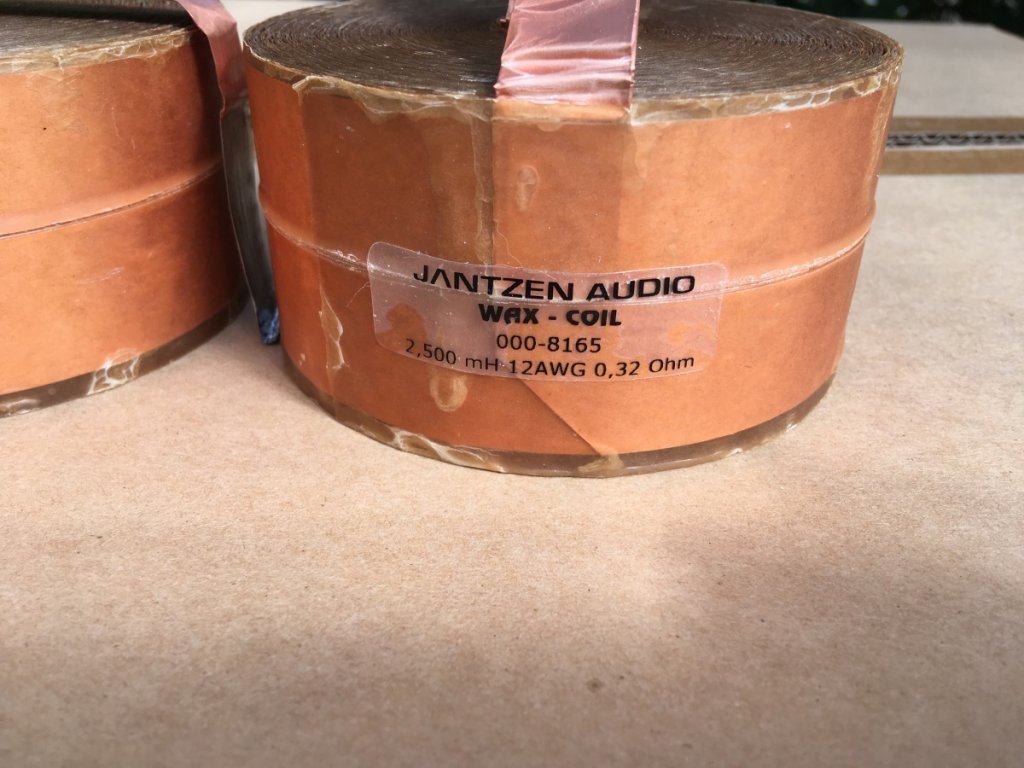 JANTZEN AUDIO
WAX - COIL
000-8165
2,500 mH 12AWG 0,32 Ohm